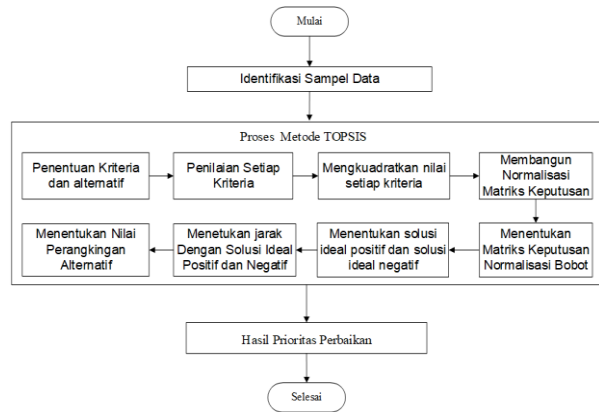 Mulai
Identifikasi Sampel Data
Proses Metode TOPSIS
Penentuan Kriteria
dan alternatif
Penilaian Setiap
Kriteria
Mengkuadratkan nilai
setiap kriteria
Membangun
Normalisasi
Matriks Keputusan
Menentukan
Matriks Keputusan
Normalisasi Bobot
Menentukan solusi
ideal positif dan solusi
ideal negatif
Menetukan jarak
Dengan Solusi Ideal
Positif dan Negatif
Menentukan Nilai
Perangkingan
Alternatif
Hasil Prioritas Perbaikan
Selesai